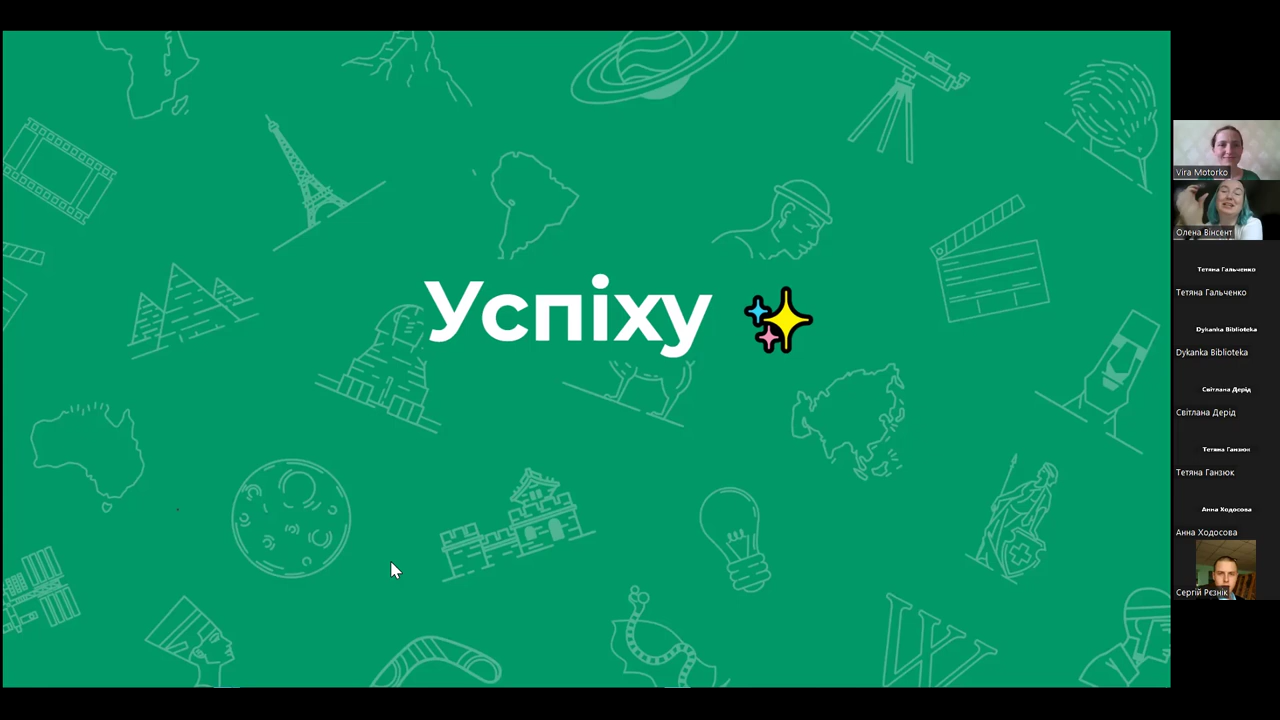 Успіху
W
Vira Motorko
Олена Вінсент
Тетяна Гальченко
Тетяна Гальченко
Dykanka Biblioteka
Dykanka Biblioteka
Світлана Дерід
Світлана Дерід
Тетяна Ганзюк
Тетяна Ганзюк
Анна Ходосова
Анна Ходосова
Сергій Рєзнік